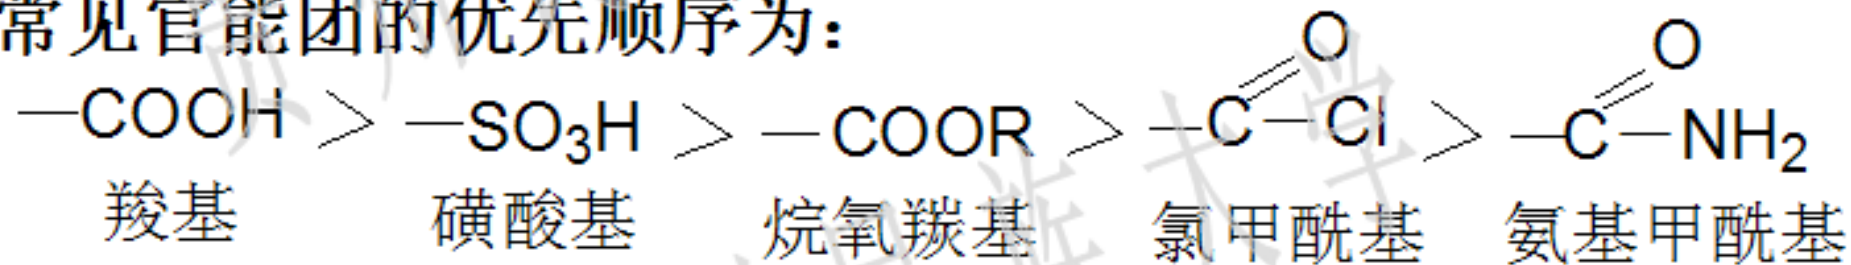 常见官能团的优先顺序为：
—COOH > —SO₃H > —COOR > —C(=O)—Cl > —C(=O)—NH₂
羧基 磺酸基 烷氧羰基 氯甲酰基 氨基甲酰基